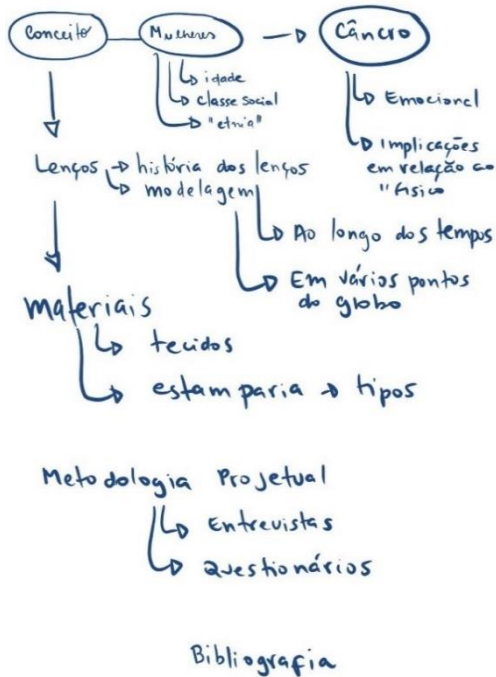 Conceito Mulheres → Câncro
idade
classe social
"etnia"
Emocional
Implicações
em relação ao
"físico
Lenços → história dos lenços
modelagem
Ao longo dos tempos
Em vários pontos
do globo
materiais
tecidos
estamparia → tipos
Metodologia Projetual
Entrevistas
Questionários
Bibliografia